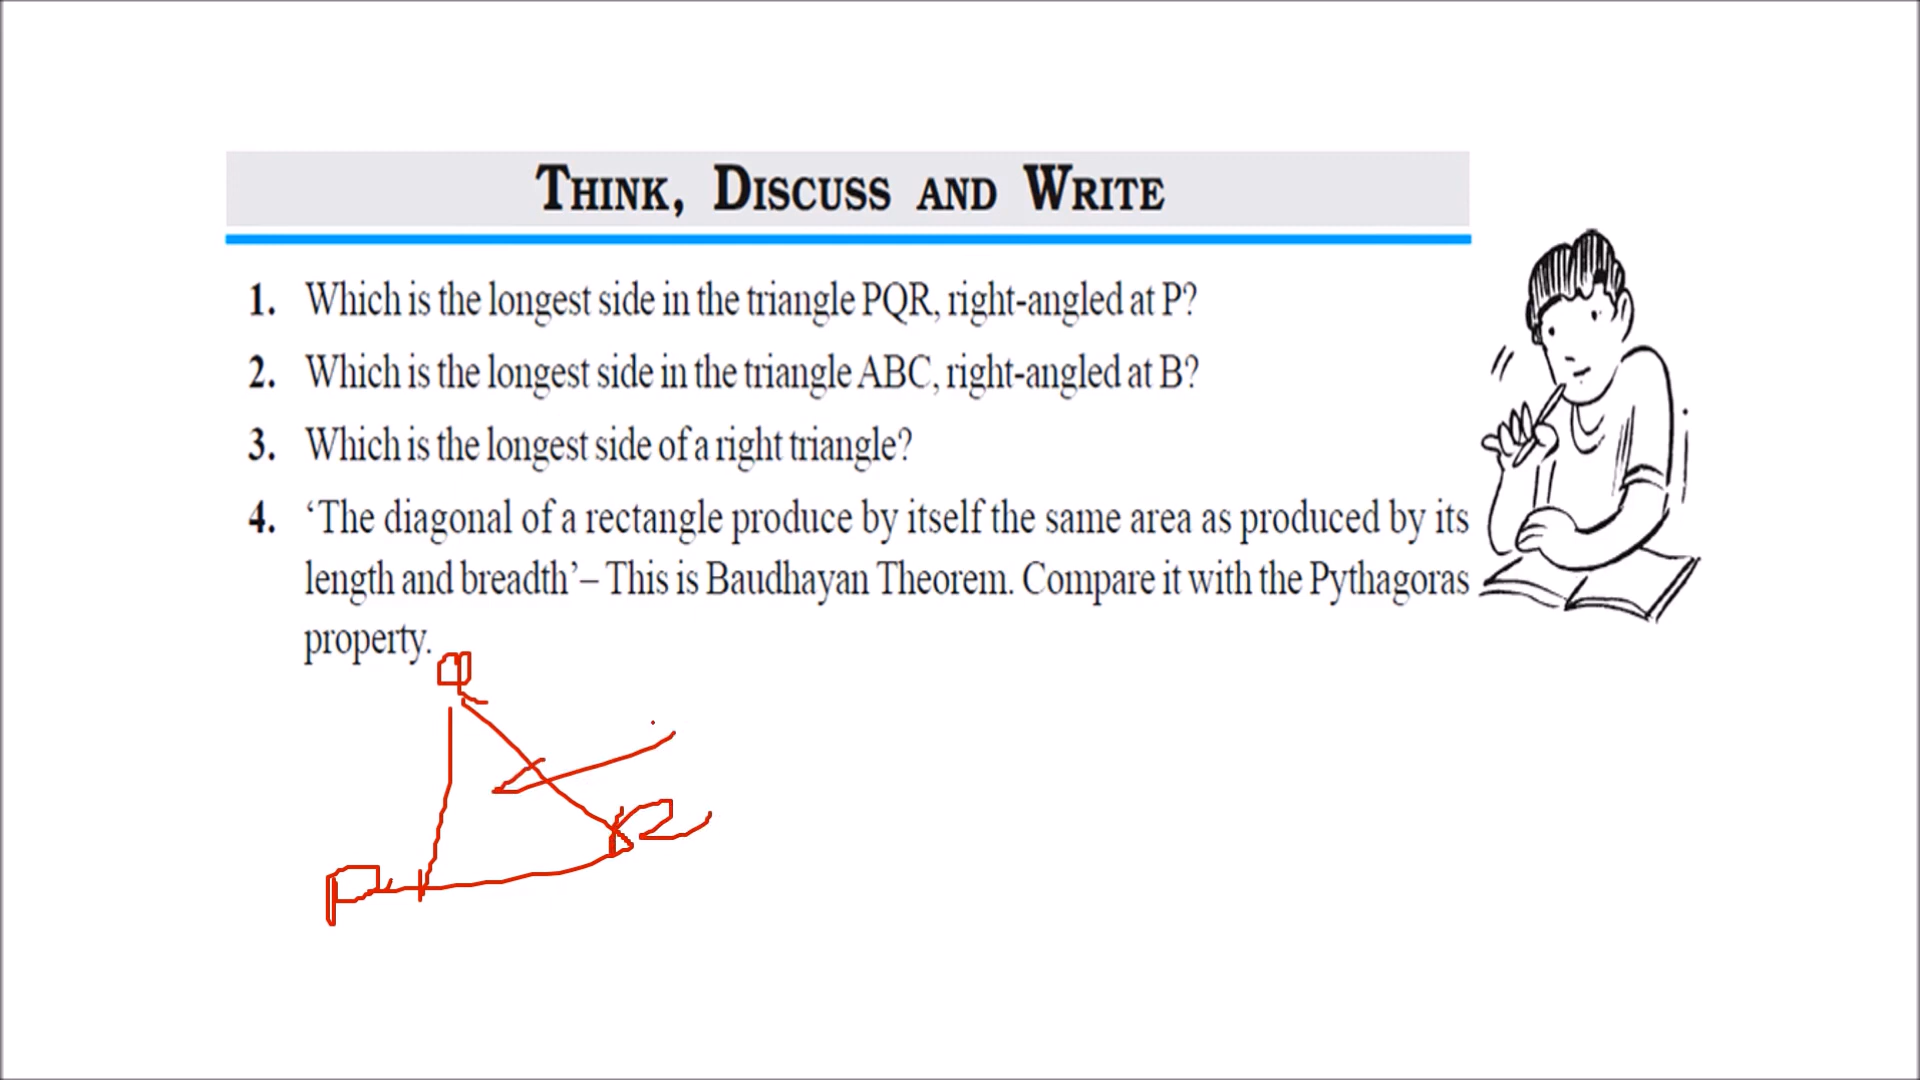 THINK, DISCUSS AND WRITE
1. Which is the longest side in the triangle PQR, right-angled at P?
2. Which is the longest side in the triangle ABC, right-angled at B?
3. Which is the longest side of a right triangle?
4. ‘The diagonal of a rectangle produce by itself the same area as produced by its
length and breadth’– This is Baudhayan Theorem. Compare it with the Pythagoras
property.
Q
R
P